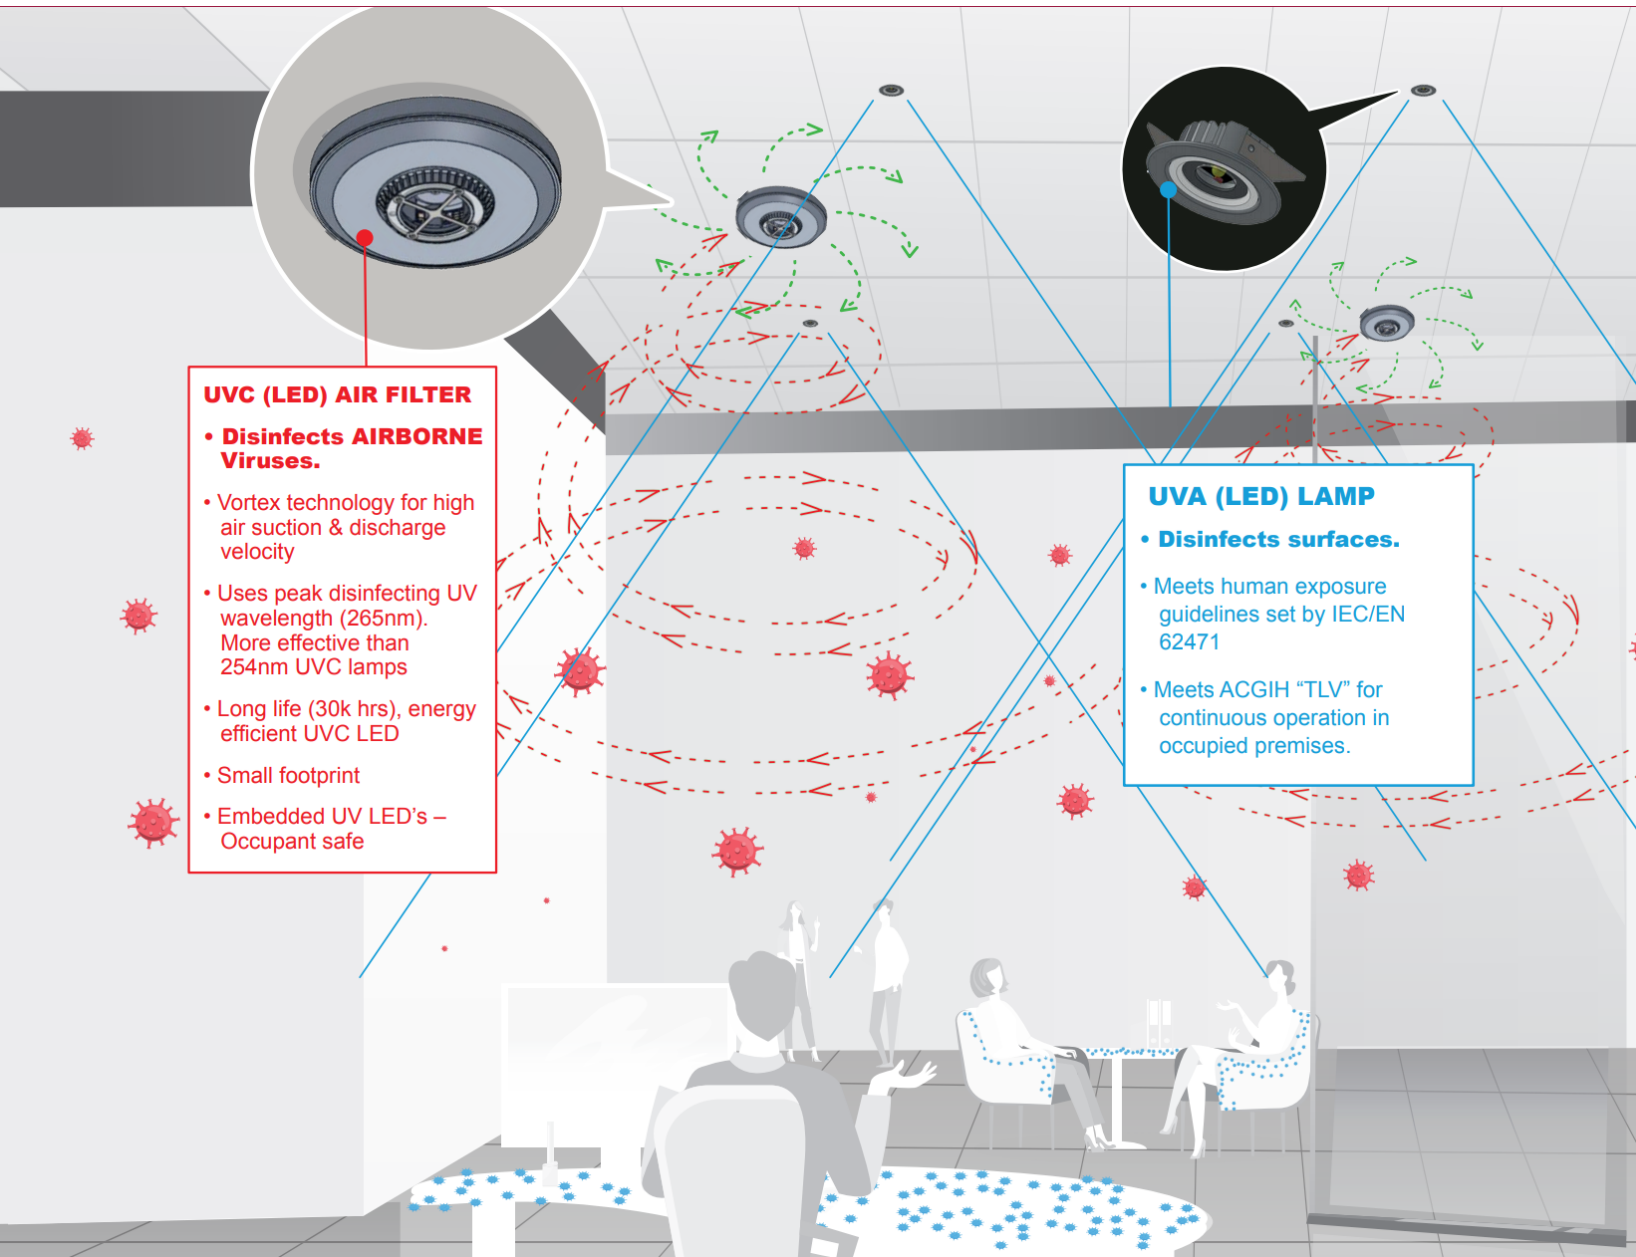 UVC (LED) AIR FILTER
• Disinfects AIRBORNE
Viruses.
• Vortex technology for high
air suction & discharge
velocity
• Uses peak disinfecting UV
wavelength (265nm).
More effective than
254nm UVC lamps
• Long life (30k hrs), energy
efficient UVC LED
• Small footprint
• Embedded UV LED's –
Occupant safe
UVA (LED) LAMP
• Disinfects surfaces.
• Meets human exposure
guidelines set by IEC/EN
62471
• Meets ACGIH “TLV” for
continuous operation in
occupied premises.